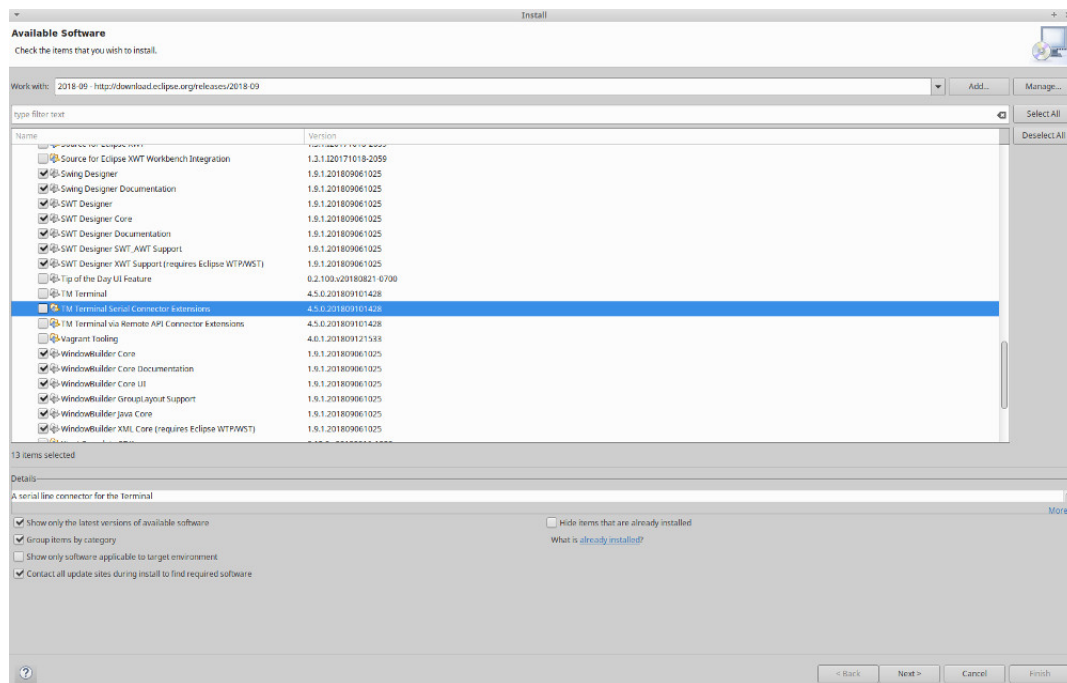 Install
Available Software
Check the items that you wish to install.
Work with: 2018-09 - http://download.eclipse.org/releases/2018-09 Add... Manage...
type filter text Select All
Name Version Deselect All
Source for Eclipse XWT
Source for Eclipse XWT Workbench Integration 1.3.1.I20171018-2059
Swing Designer 1.9.1.201809061025
Swing Designer Documentation 1.9.1.201809061025
SWT Designer 1.9.1.201809061025
SWT Designer Core 1.9.1.201809061025
SWT Designer Documentation 1.9.1.201809061025
SWT Designer SWT_AWT Support 1.9.1.201809061025
SWT Designer XWT Support (requires Eclipse WTP/WST) 1.9.1.201809061025
Tip of the Day UI Feature 0.2.100.v20180821-0700
TM Terminal 4.5.0.201809101428
TM Terminal Serial Connector Extensions 4.5.0.201809101428
TM Terminal via Remote API Connector Extensions 4.5.0.201809101428
Vagrant Tooling 4.0.1.201809121533
WindowBuilder Core 1.9.1.201809061025
WindowBuilder Core Documentation 1.9.1.201809061025
WindowBuilder Core UI 1.9.1.201809061025
WindowBuilder GroupLayout Support 1.9.1.201809061025
WindowBuilder Java Core 1.9.1.201809061025
WindowBuilder XML Core (requires Eclipse WTP/WST) 1.9.1.201809061025
13 items selected
Details
A serial line connector for the Terminal
More
Show only the latest versions of available software Hide items that are already installed
Group items by category What is already installed?
Show only software applicable to target environment
Contact all update sites during install to find required software
? < Back Next > Cancel Finish